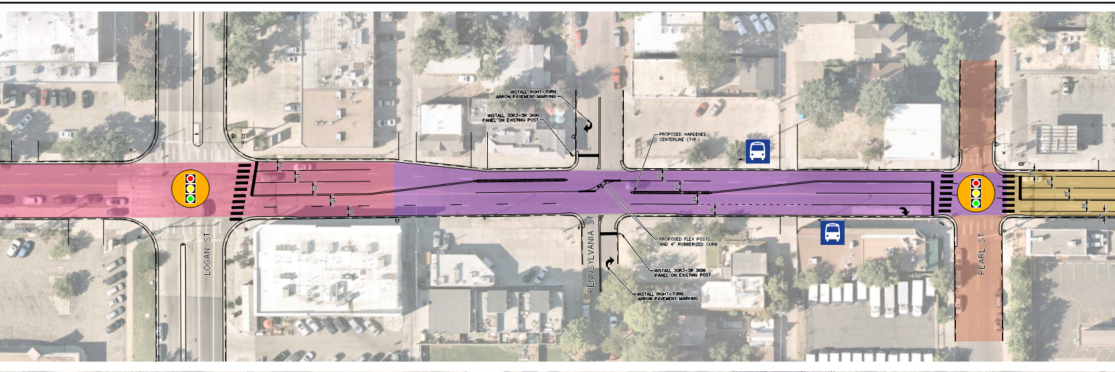 INSTALL RIGHT-TURN
ARROW PAVEMENT MARKING
INSTALL 30R3-5R SIGN
PANEL ON EXISTING POST
PROPOSED HARDENED
CENTERLINE (TYP.)
LOGAN ST
PENNSYLVANIA ST
PEARL ST
PROPOSED FLEX POSTS
AND 4" RUBBERIZED CURB
INSTALL 30R3-5R SIGN
PANEL ON EXISTING POST
INSTALL RIGHT-TURN
ARROW PAVEMENT MARKING